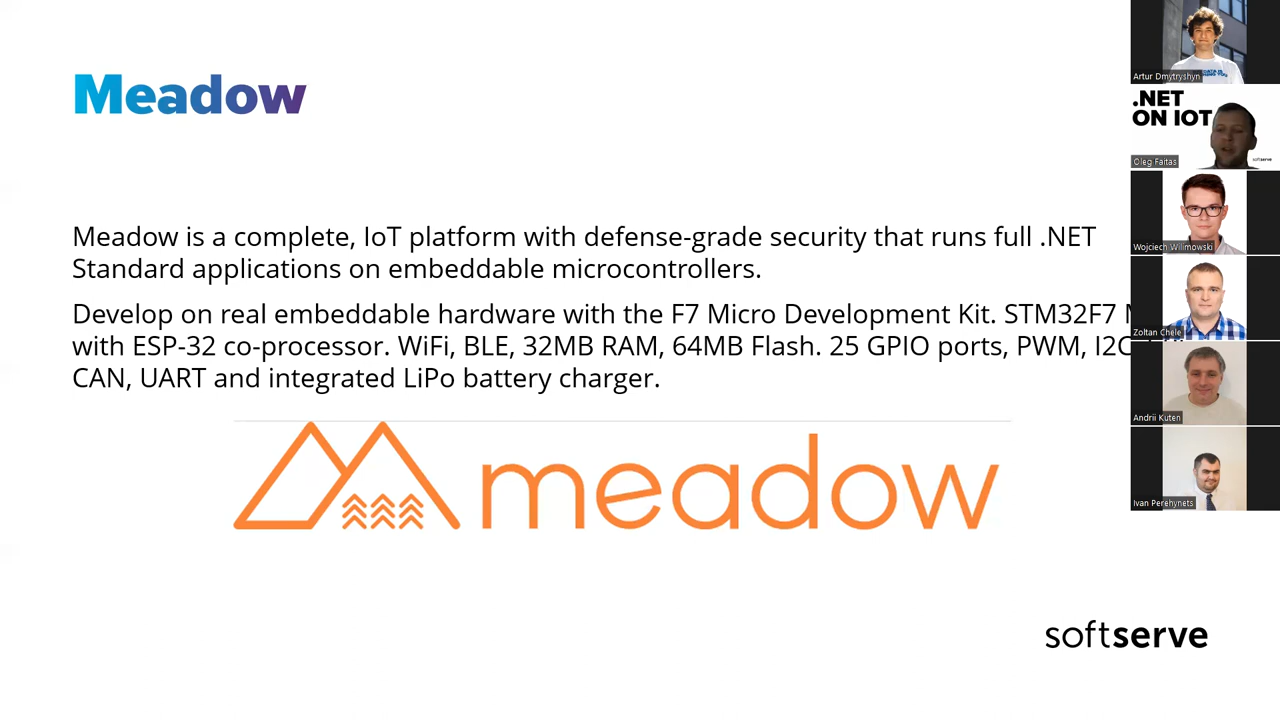 Meadow
Meadow is a complete, IoT platform with defense-grade security that runs full .NET
Standard applications on embeddable microcontrollers.
Develop on real embeddable hardware with the F7 Micro Development Kit. STM32F7
with ESP-32 co-processor. WiFi, BLE, 32MB RAM, 64MB Flash. 25 GPIO ports, PWM, I2C
CAN, UART and integrated LiPo battery charger.
meadow
softserve
Artur Dmytryshyn
.NET
ON IOT
softserve
Oleg Faitas
Wojciech Wilimowski
Zoltan Chele
Andrii Kuten
Ivan Perehynets